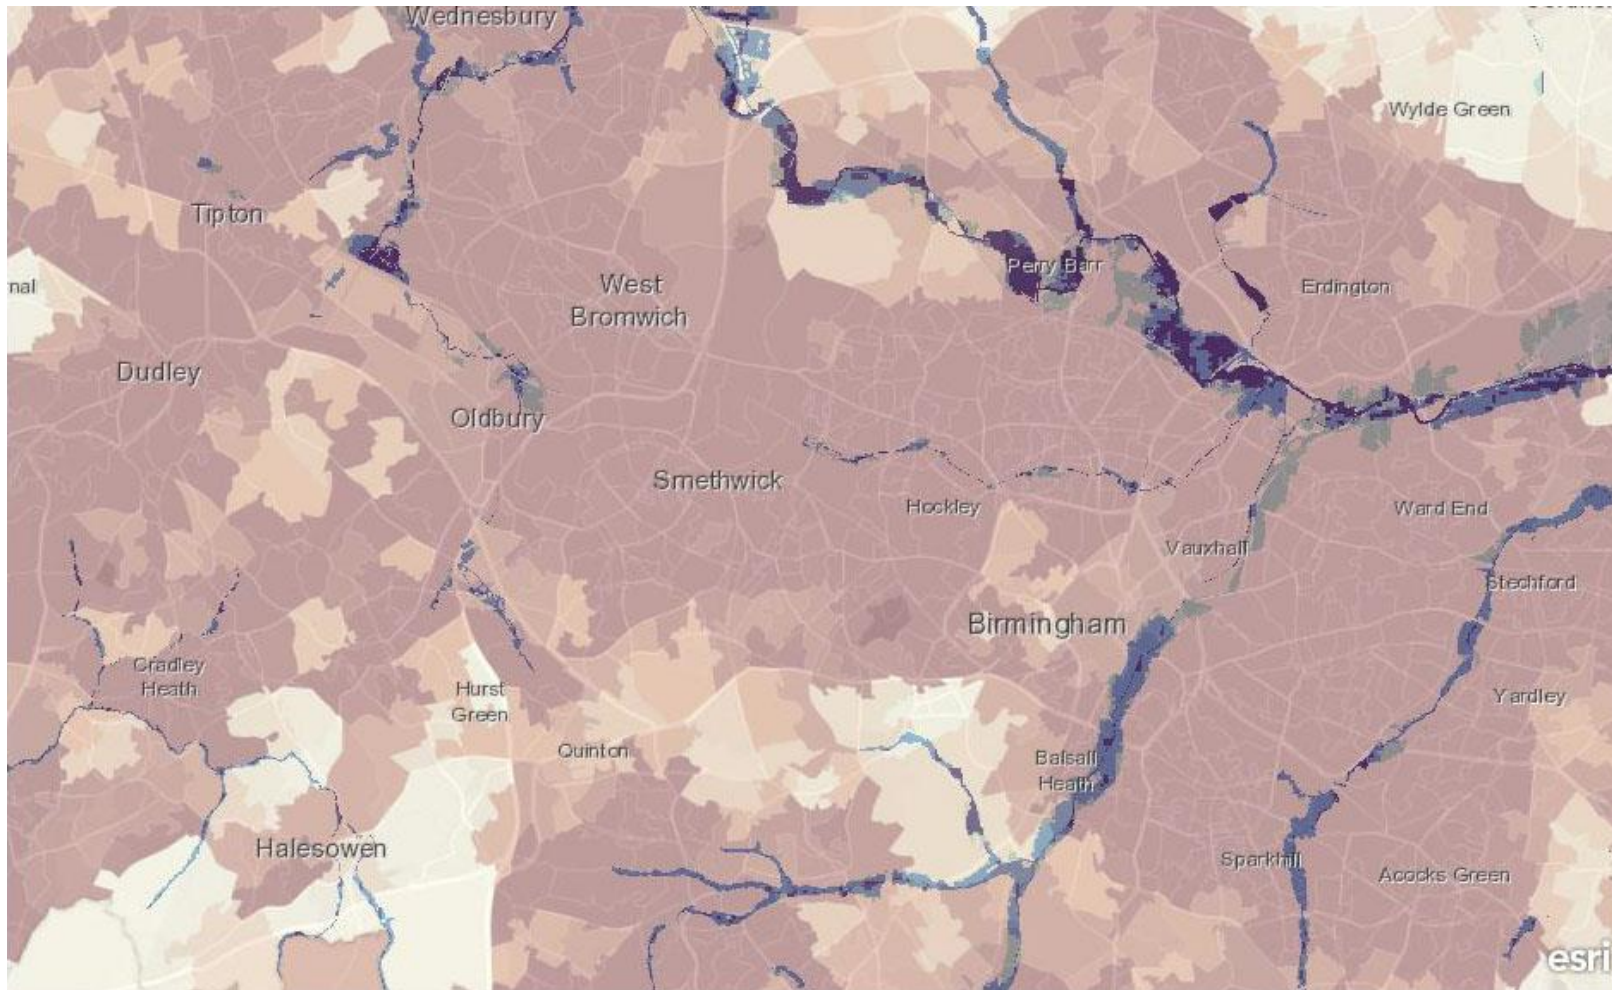 Wednesbury
Wylde Green
Tipton
Perry Barr
West
Bromwich
Erdington
nal
Dudley
Oldbury
Smethwick
Hockley
Ward End
Vauxhall
Stechford
Birmingham
Cradley
Heath
Hurst
Green
Yardley
Quinton
Balsall
Heath
Halesowen
Sparkhill
Acocks Green
esri